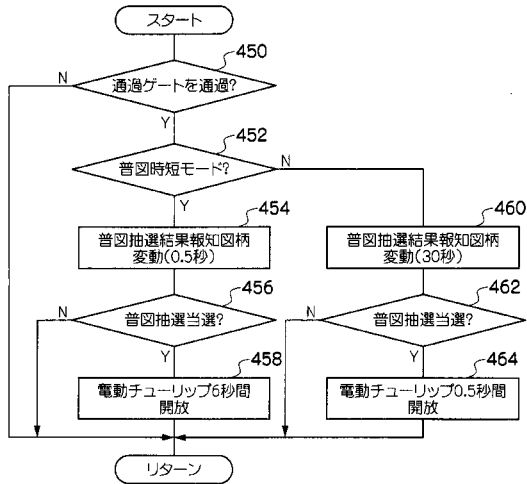 スタート
450
通過ゲートを通過?
N
Y
452
普図時短モード?
N
Y
454
普図抽選結果報知図柄
変動(0.5秒)
460
普図抽選結果報知図柄
変動(30秒)
456
普図抽選当選?
N
Y
462
普図抽選当選?
N
Y
458
電動チューリップ6秒間
開放
464
電動チューリップ0.5秒間
開放
リターン